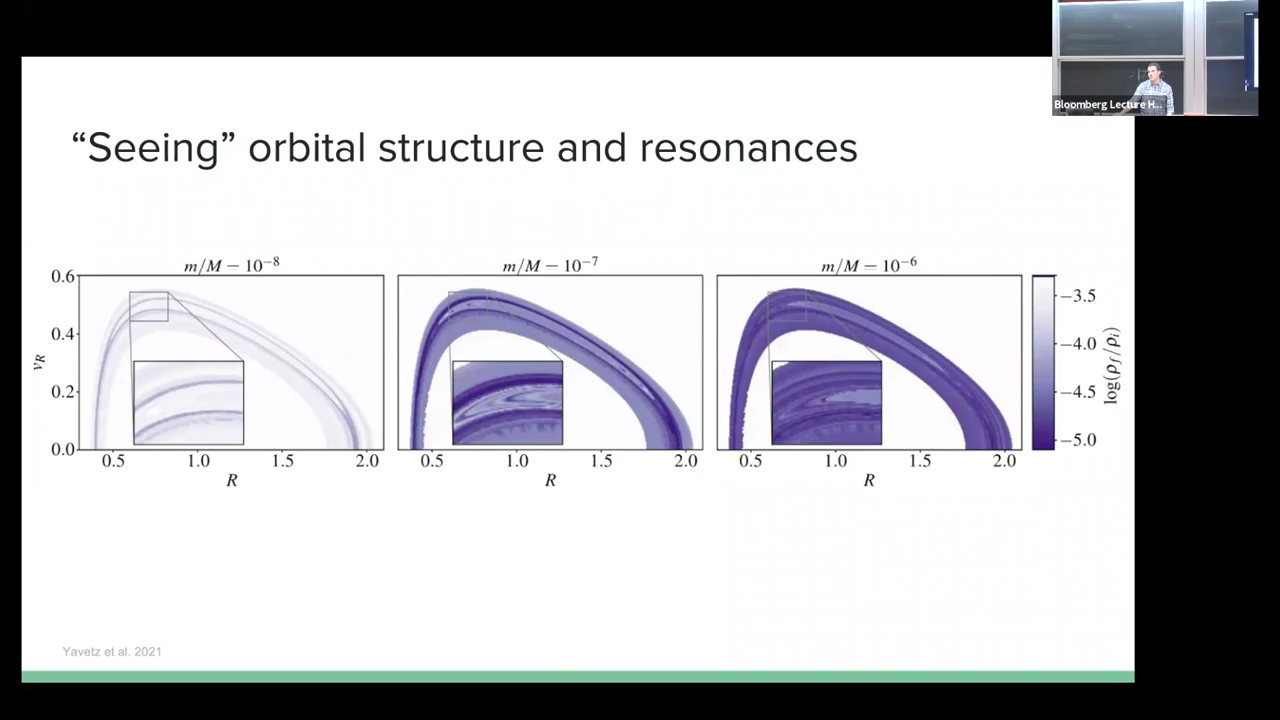 Bloomberg Lecture H...
“Seeing” orbital structure and resonances
m/M − 10⁻⁸
m/M − 10⁻⁷
m/M = 10⁻⁶
0.6
0.4
0.2
0.0
v_R
0.5 1.0 1.5 2.0
R
0.5 1.0 1.5 2.0
R
0.5 1.0 1.5 2.0
R
−3.5
−4.0
−4.5
−5.0
log(ρ_f/ρ_i)
Yavetz et al. 2021